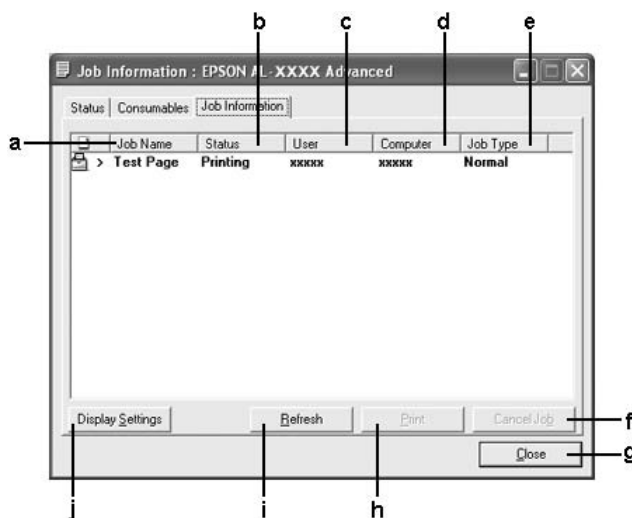 b c d e
Job Information : EPSON AL-XXXX Advanced
Status Consumables Job Information
a
Job Name Status User Computer Job Type
> Test Page Printing xxxxx xxxxx Normal
Display Settings Refresh Print Cancel Job
f
Close
g
j i h